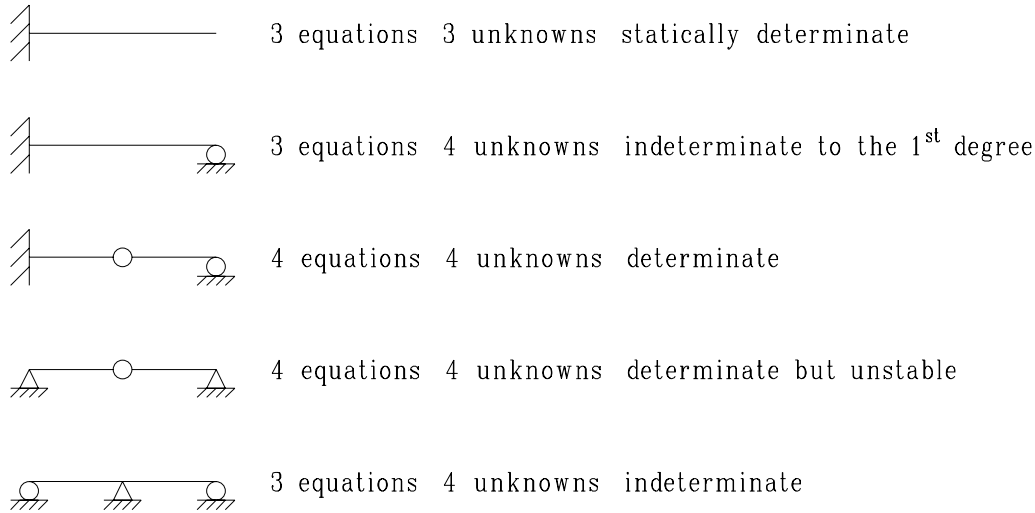 3 equations 3 unknowns statically determinate
3 equations 4 unknowns indeterminate to the 1st degree
4 equations 4 unknowns determinate
4 equations 4 unknowns determinate but unstable
3 equations 4 unknowns indeterminate